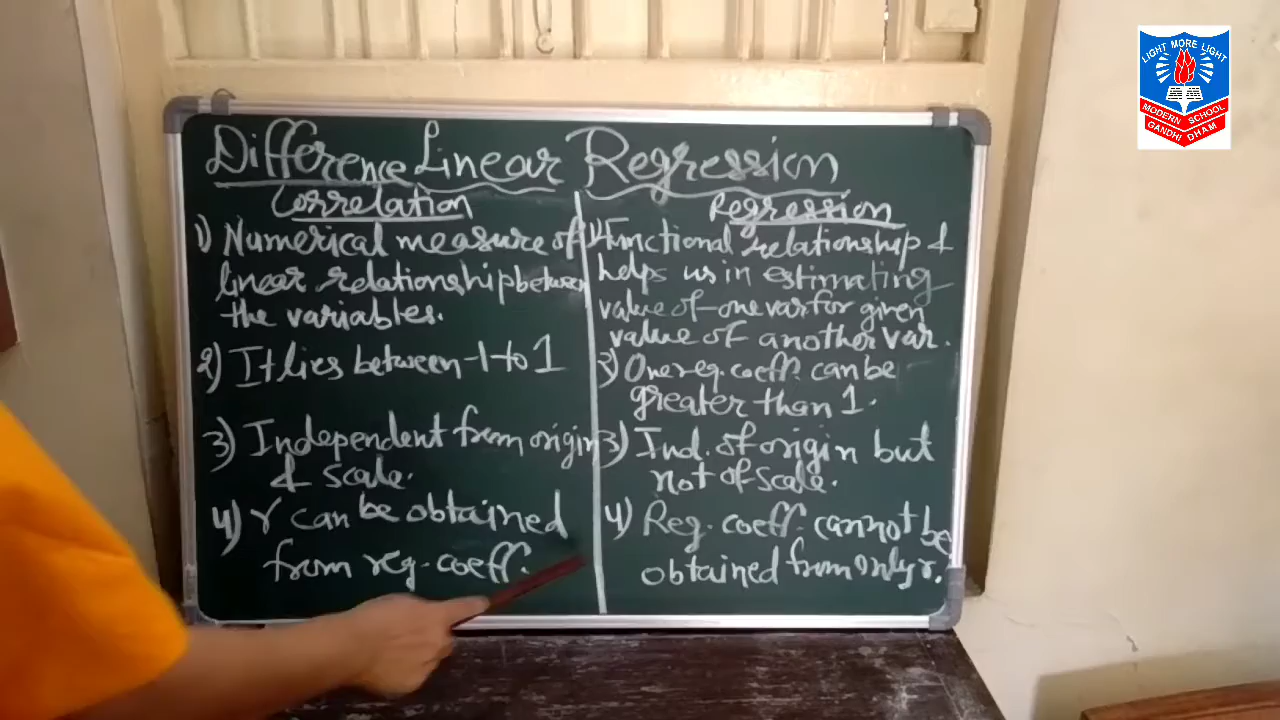 Difference Linear Regression
Correlation
1) Numerical measure of
linear relationship between
the variables.
2) It lies between -1 to 1
3) Independent from origin
& scale.
4) r can be obtained
from reg. coeff.
Regression
1) Functional relationship &
helps us in estimating
value of one var for given
value of another var.
2) One reg. coeff. can be
greater than 1.
3) Ind. of origin but
not of scale.
4) Reg. coeff. cannot be
obtained from only r.
LIGHT MORE LIGHT
MODERN SCHOOL
GANDHI DHAM